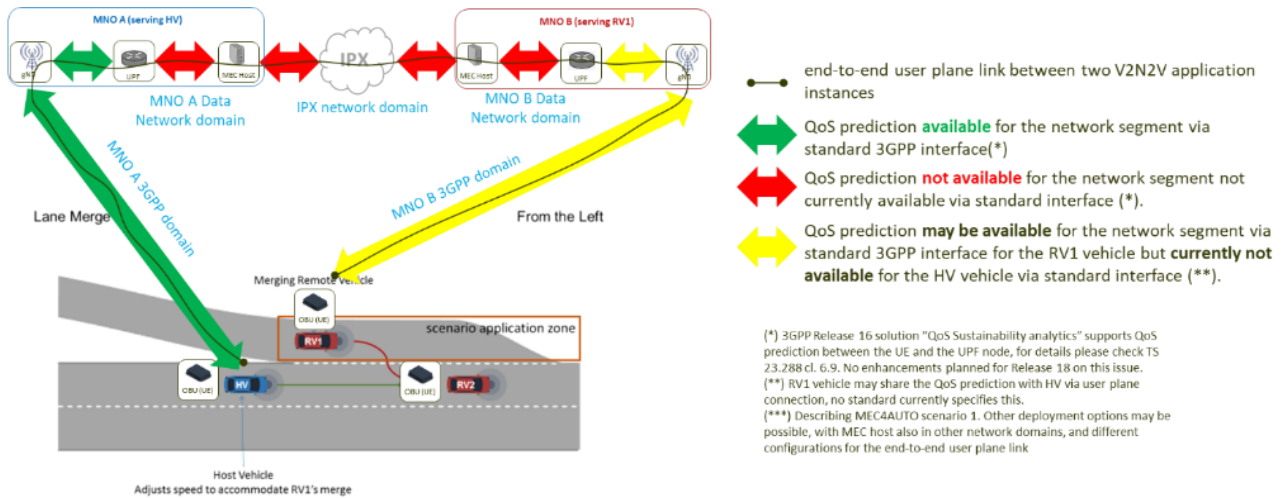 MNO A (serving HV)
MNO B (serving RV1)
gNB
UPF
MEC Host
IPX
MEC Host
UPF
gNB
MNO A Data
Network domain
IPX network domain
MNO B Data
Network domain
MNO A 3GPP domain
MNO B 3GPP domain
Lane Merge
From the Left
Merging Remote Vehicle
OBU (UE)
scenario application zone
RV1
OBU (UE)
HV
OBU (UE)
RV2
Host Vehicle
Adjusts speed to accommodate RV1's merge
end-to-end user plane link between two V2N2V application
instances
QoS prediction available for the network segment via
standard 3GPP interface(*)
QoS prediction not available for the network segment not
currently available via standard interface (*).
QoS prediction may be available for the network segment via
standard 3GPP interface for the RV1 vehicle but currently not
available for the HV vehicle via standard interface (**).
(*) 3GPP Release 16 solution "QoS Sustainability analytics" supports QoS
prediction between the UE and the UPF node, for details please check TS
23.288 cl. 6.9. No enhancements planned for Release 18 on this issue.
(**) RV1 vehicle may share the QoS prediction with HV via user plane
connection, no standard currently specifies this.
(***) Describing MEC4AUTO scenario 1. Other deployment options may be
possible, with MEC host also in other network domains, and different
configurations for the end-to-end user plane link